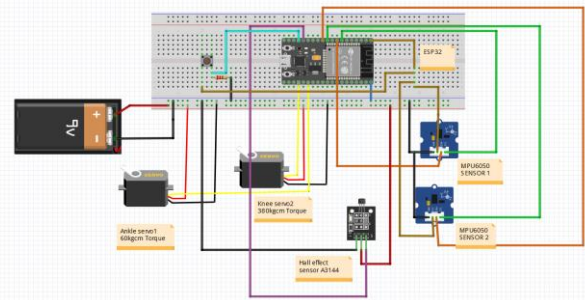 ESP32
9V
+
-
MPU6050
SENSOR 1
Knee servo2
380kgcm Torque
Ankle servo1
60kgcm Torque
MPU6050
SENSOR 2
Hall effect
sensor A3144